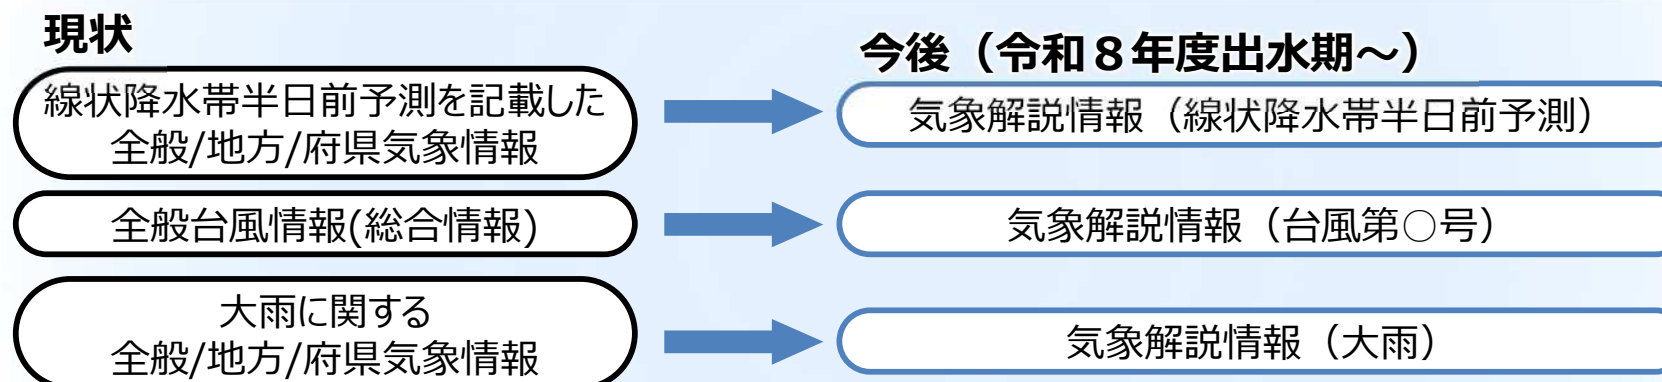 現状
今後（令和８年度出水期～）
線状降水帯半日前予測を記載した
全般/地方/府県気象情報
気象解説情報（線状降水帯半日前予測）
全般台風情報(総合情報)
気象解説情報（台風第○号）
大雨に関する
全般/地方/府県気象情報
気象解説情報（大雨）